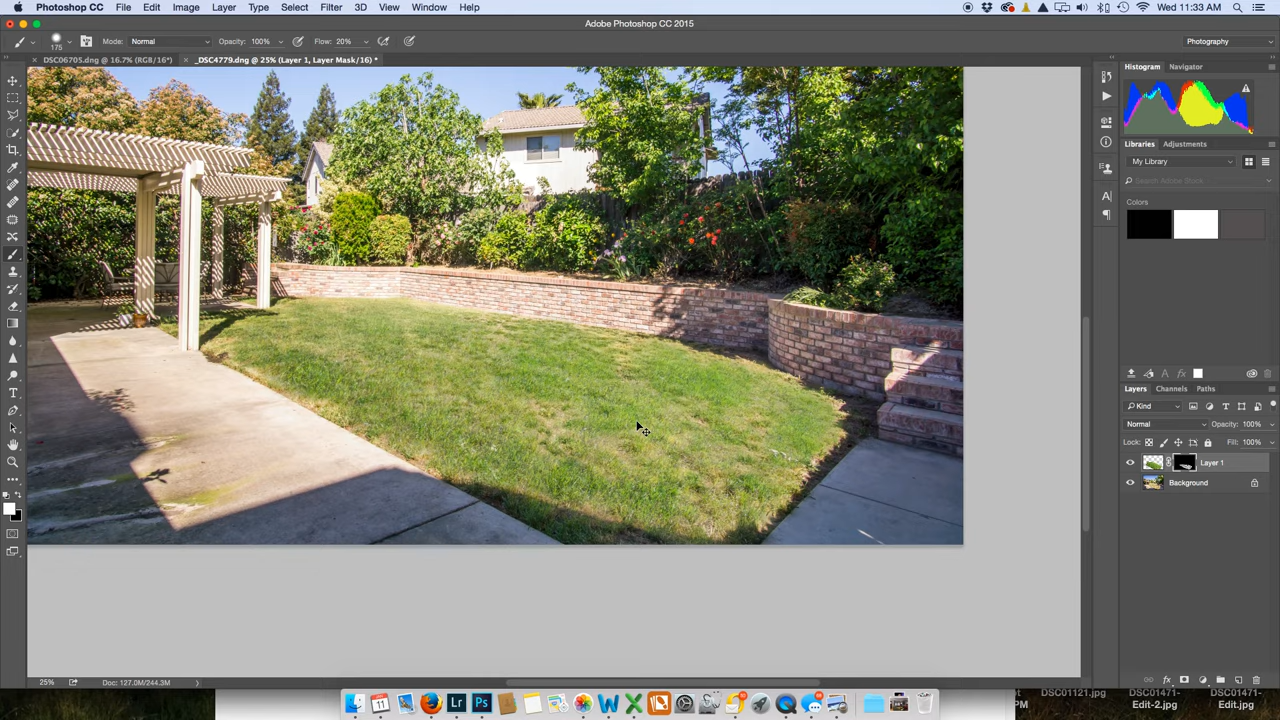 Photoshop CC File Edit Image Layer Type Select Filter 3D View Window Help Wed 11:33 AM
Adobe Photoshop CC 2015
175 Mode: Normal Opacity: 100% Flow: 20% Photography
DSC06705.dng @ 16.7% (RGB/16*) _DSC4779.dng @ 25% (Layer 1, Layer Mask/16) *
Histogram Navigator
Libraries Adjustments
My Library
Search Adobe Stock
Colors
Layers Channels Paths
Kind
Normal Opacity: 100%
Lock: Fill: 100%
Layer 1
Background
25% Doc: 127.0M/244.3M
DSC01121.jpg DSC01471-Edit-2.jpg DSC01471-Edit.jpg